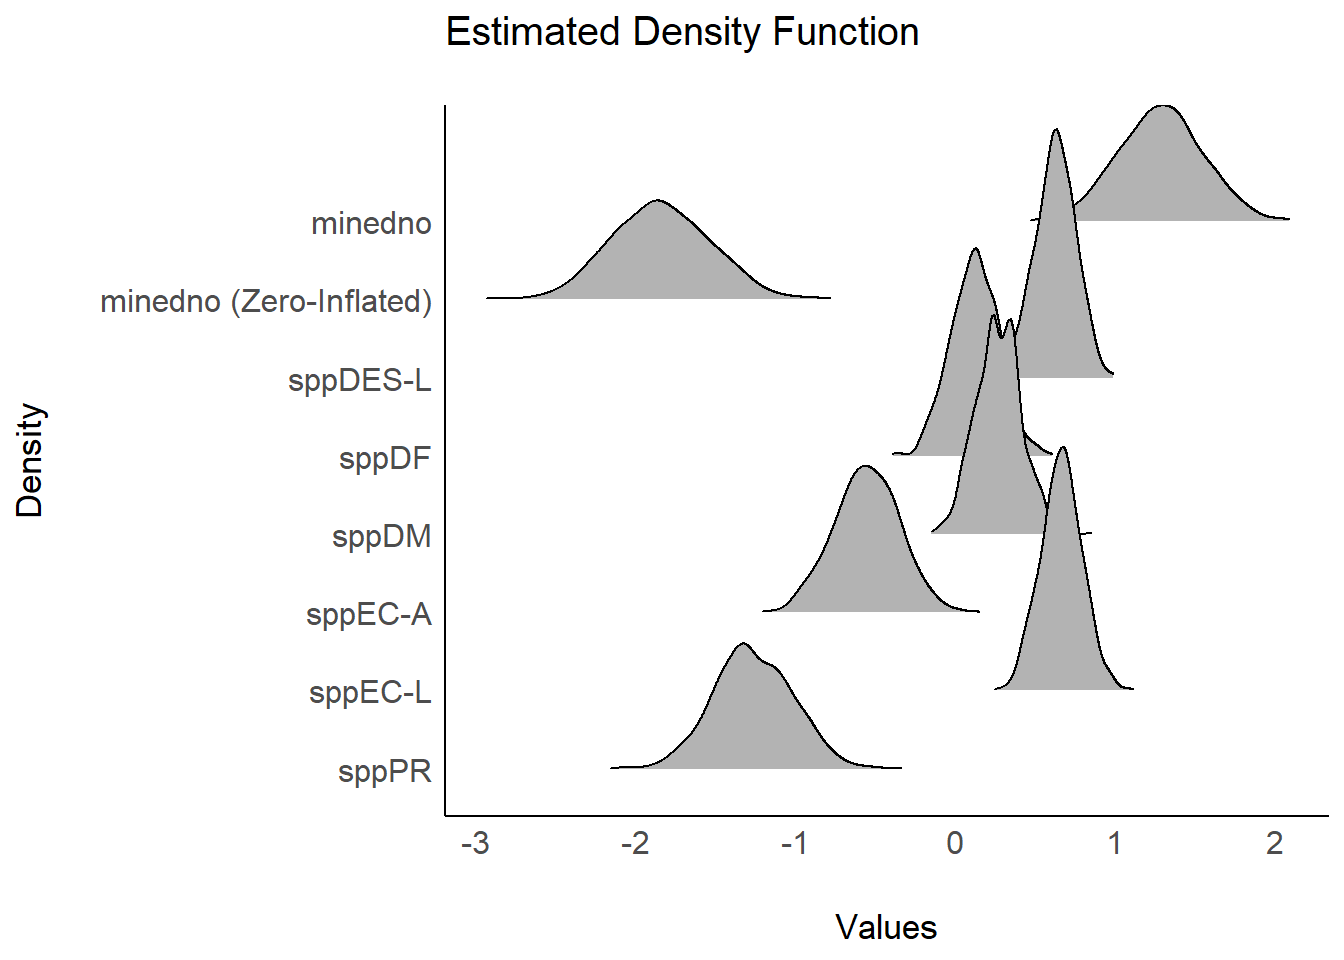 Estimated Density Function
minedno
minedno (Zero-Inflated)
sppDES-L
sppDF
sppDM
sppEC-A
sppEC-L
sppPR
Density
-3 -2 -1 0 1 2
Values